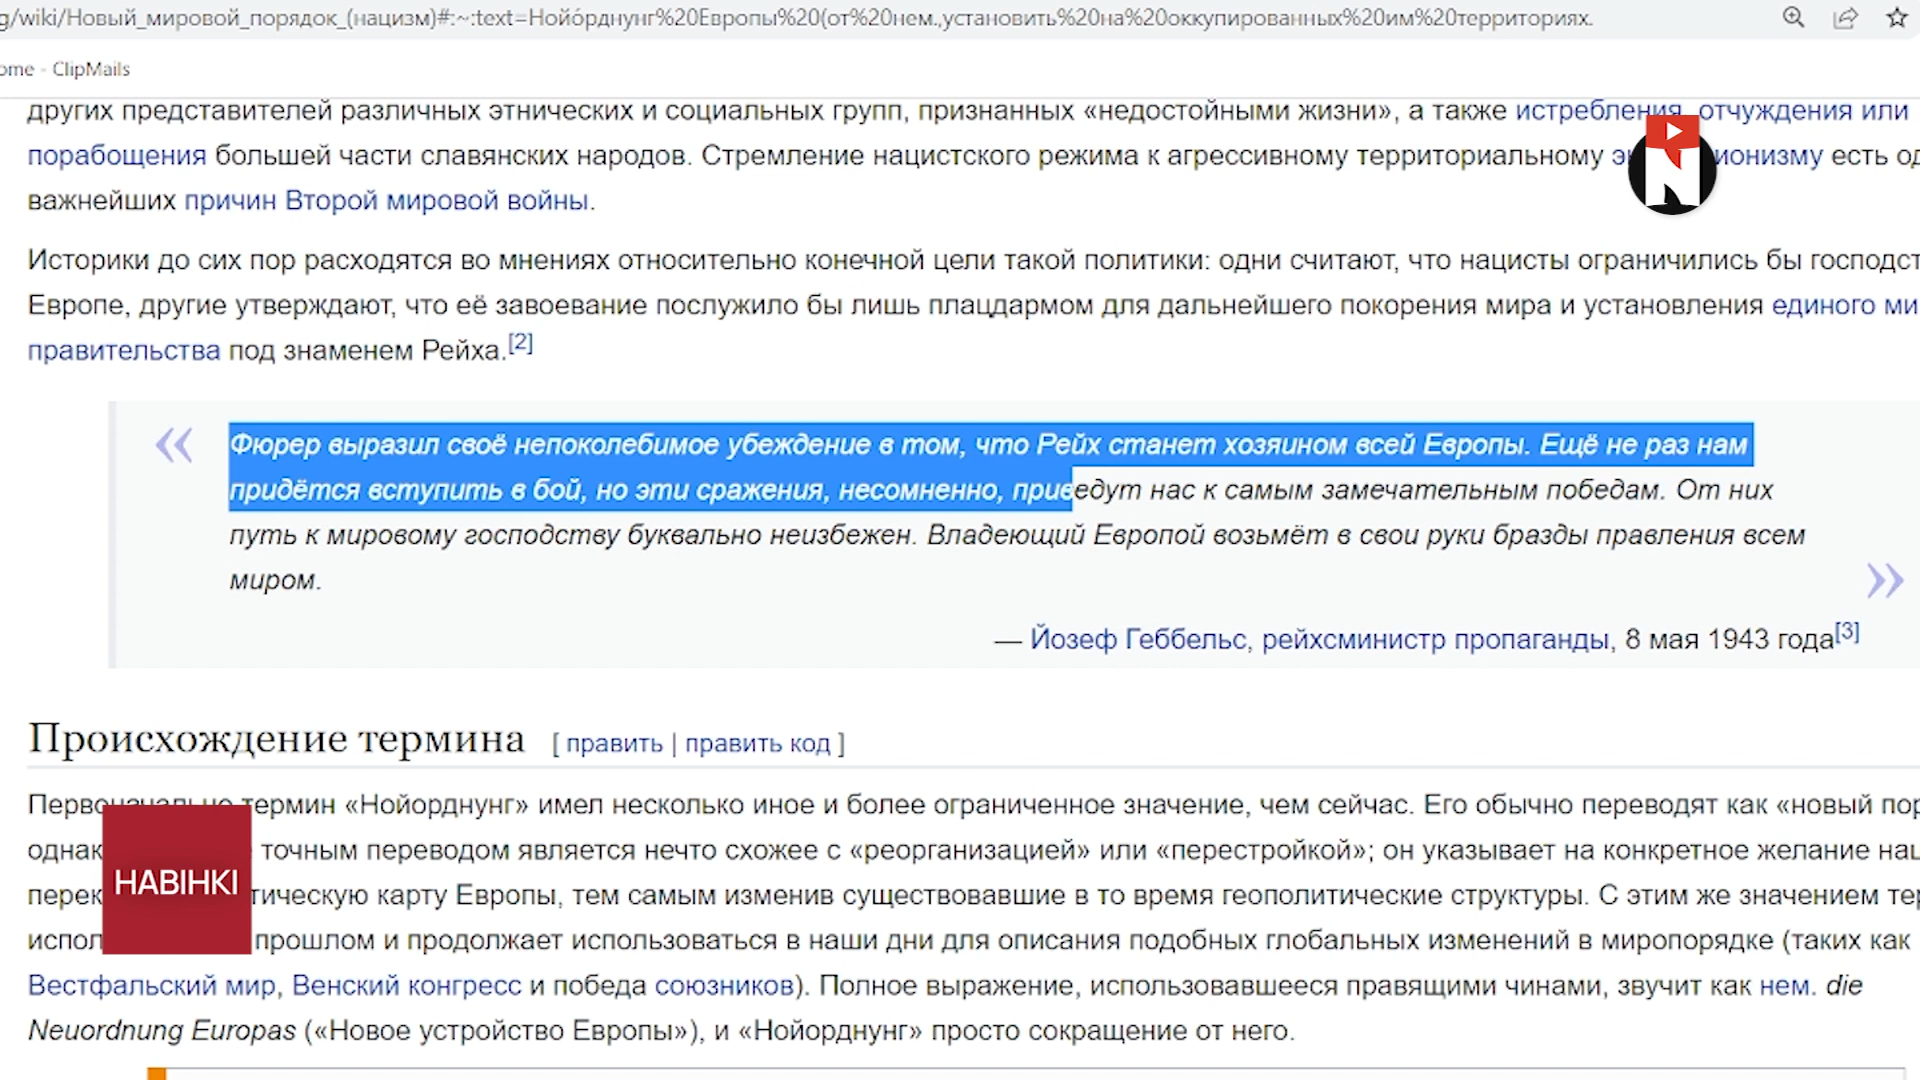 g/wiki/Новый_мировой_порядок_(нацизм)#:~:text=Нойо́рднунг%20Европы%20(от%20нем.,установить%20на%20оккупированных%20им%20территориях.
ome - ClipMails
других представителей различных этнических и социальных групп, признанных «недостойными жизни», а также истребления, отчуждения или
порабощения большей части славянских народов. Стремление нацистского режима к агрессивному территориальному есть
важнейших причин Второй мировой войны.
Историки до сих пор расходятся во мнениях относительно конечной цели такой политики: одни считают, что нацисты ограничились бы
Европе, другие утверждают, что её завоевание послужило бы лишь плацдармом для дальнейшего покорения мира и установления единого
правительства под знаменем Рейха.[2]
« Фюрер выразил своё непоколебимое убеждение в том, что Рейх станет хозяином всей Европы. Ещё не раз нам
придётся вступить в бой, но эти сражения, несомненно, приведут нас к самым замечательным победам. От них
путь к мировому господству буквально неизбежен. Владеющий Европой возьмёт в свои руки бразды правления всем
миром. »
— Йозеф Геббельс, рейхсминистр пропаганды, 8 мая 1943 года[3]
Происхождение термина [ править | править код ]
термин «Нойорднунг» имел несколько иное и более ограниченное значение, чем сейчас. Его обычно переводят как «новый
точным переводом является нечто схожее с «реорганизацией» или «перестройкой»; он указывает на конкретное желание
НАВІНКІ
карту Европы, тем самым изменив существовавшие в то время геополитические структуры. С этим же значением
прошлом и продолжает использоваться в наши дни для описания подобных глобальных изменений в миропорядке (таких как
Вестфальский мир, Венский конгресс и победа союзников). Полное выражение, использовавшееся правящими чинами, звучит как нем. die
Neuordnung Europas («Новое устройство Европы»), и «Нойорднунг» просто сокращение от него.